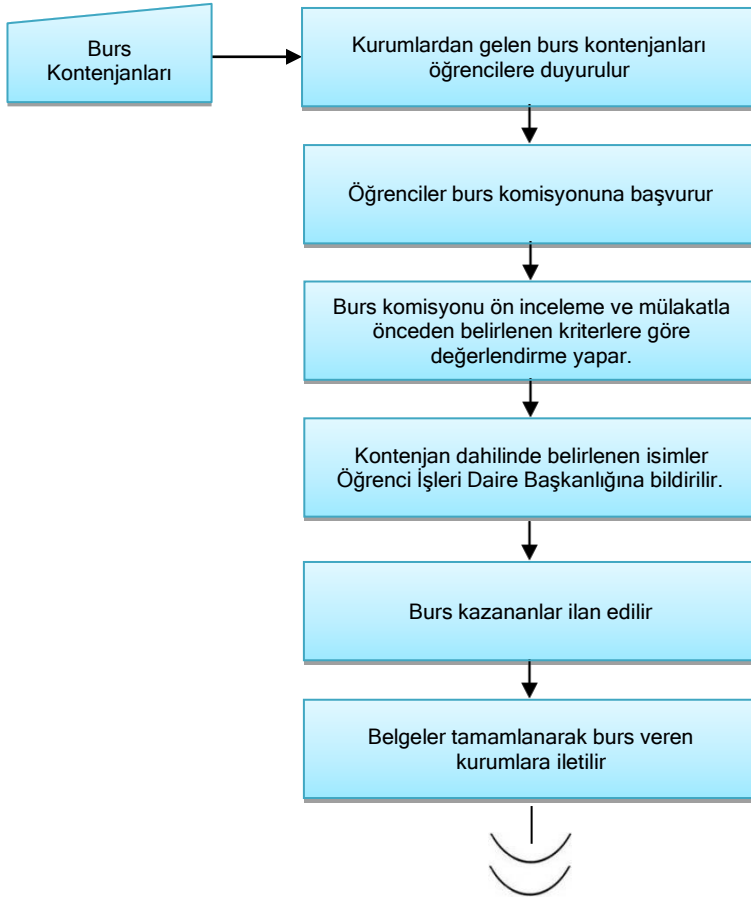 Burs
Kontenjanları
Kurumlardan gelen burs kontenjanları
öğrencilere duyurulur
Öğrenciler burs komisyonuna başvurur
Burs komisyonu ön inceleme ve mülakatla
önceden belirlenen kriterlere göre
değerlendirme yapar.
Kontenjan dahilinde belirlenen isimler
Öğrenci İşleri Daire Başkanlığına bildirilir.
Burs kazananlar ilan edilir
Belgeler tamamlanarak burs veren
kurumlara iletilir